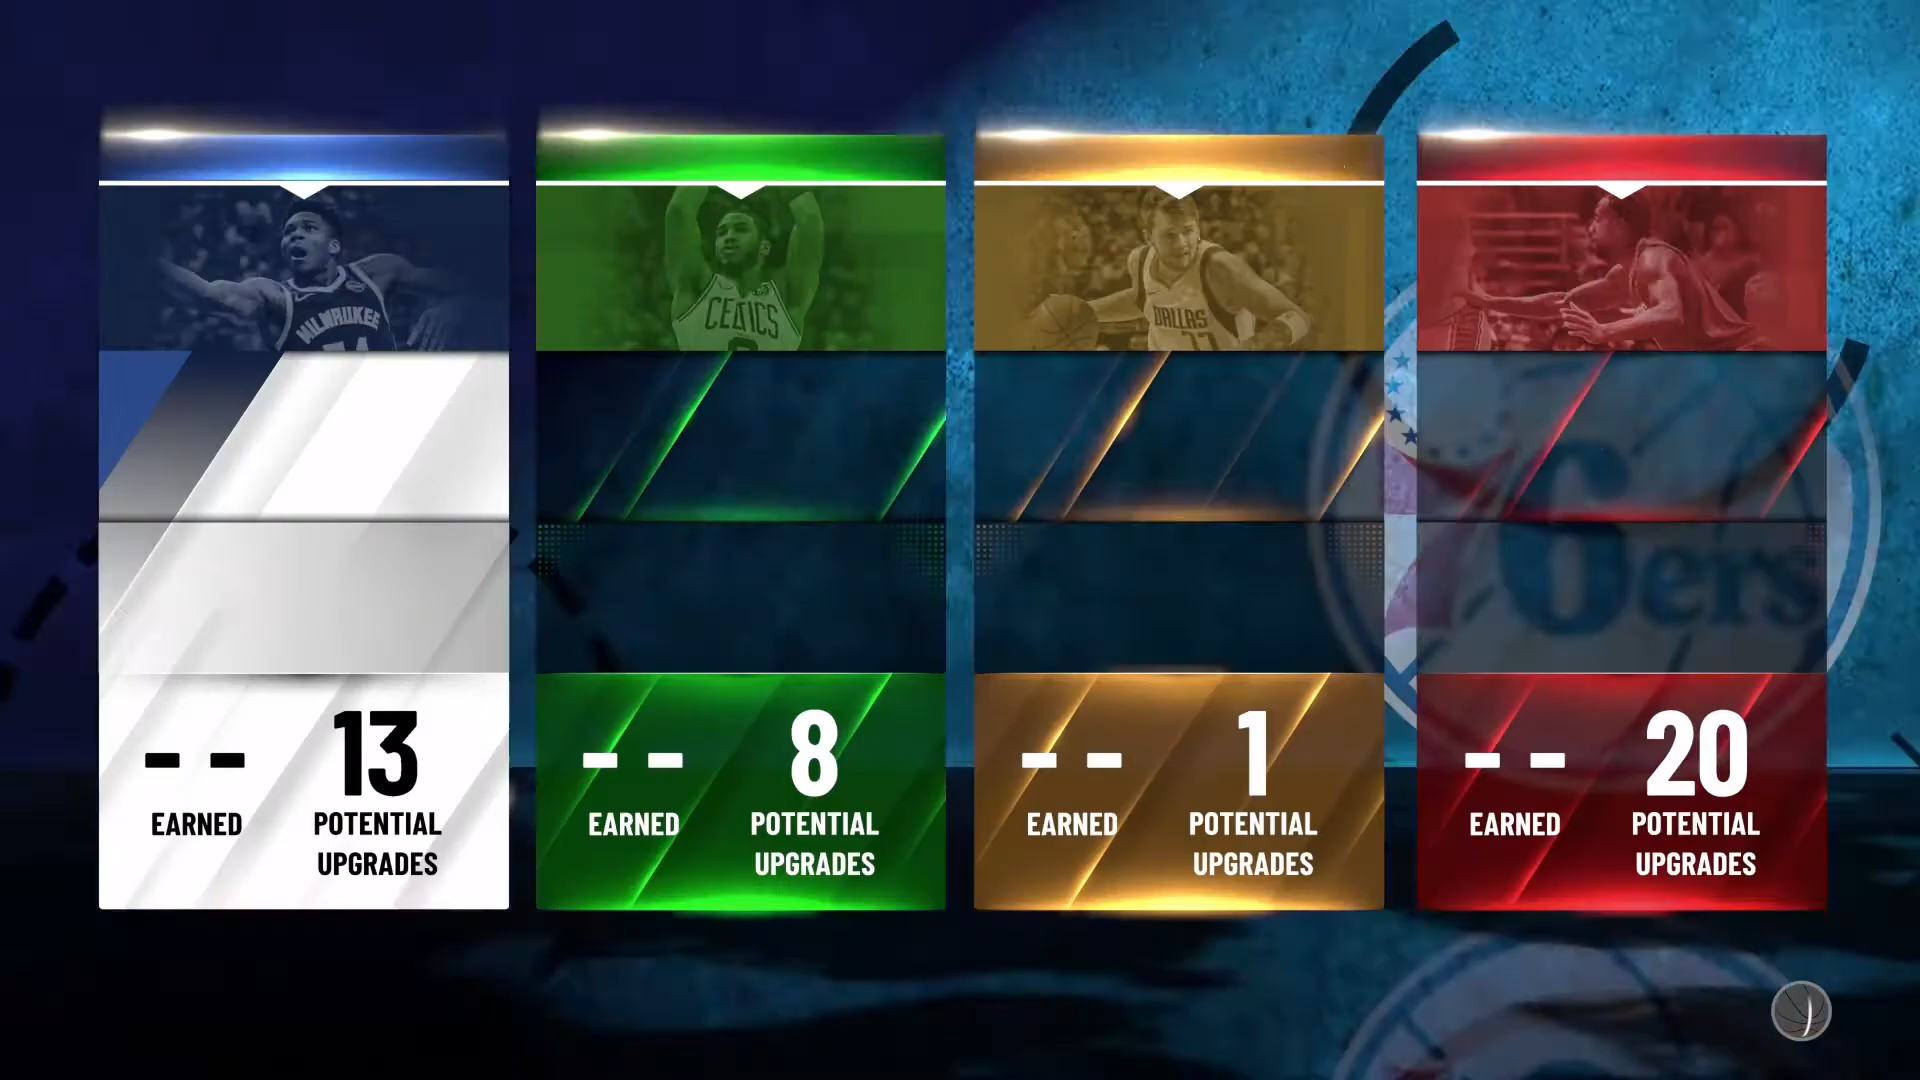 MILWAUKEE
CELTICS
DALLAS
6ers
-- 13
EARNED POTENTIAL
UPGRADES
-- 8
EARNED POTENTIAL
UPGRADES
-- 1
EARNED POTENTIAL
UPGRADES
-- 20
EARNED POTENTIAL
UPGRADES